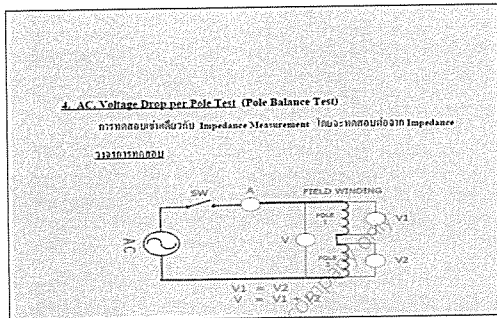 4. AC. Voltage Drop per Pole Test (Pole Balance Test)
การทดสอบเช่นเดียวกับ Impedance Measurement โดยจะทดสอบต่อจาก Impedance
วงจรการทดสอบ
SW
A
FIELD WINDING
AC
V
POLE
1
V1
POLE
2
V2
V1 = V2
V = V1 + V2